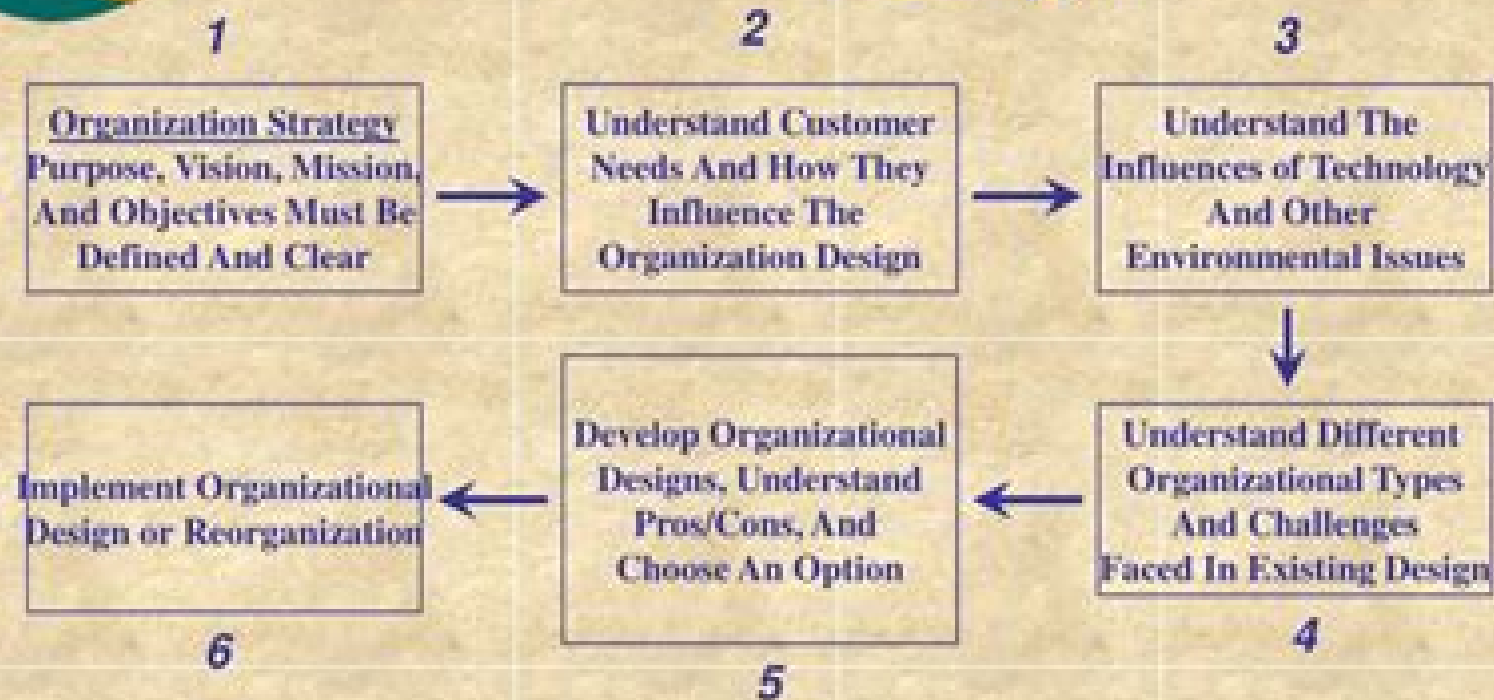 1
Organization Strategy
Purpose, Vision, Mission,
And Objectives Must Be
Defined And Clear
2
Understand Customer
Needs And How They
Influence The
Organization Design
3
Understand The
Influences of Technology
And Other
Environmental Issues
Understand Different
Organizational Types
And Challenges
Faced In Existing Design
4
Develop Organizational
Designs, Understand
Pros/Cons, And
Choose An Option
5
Implement Organizational
Design or Reorganization
6